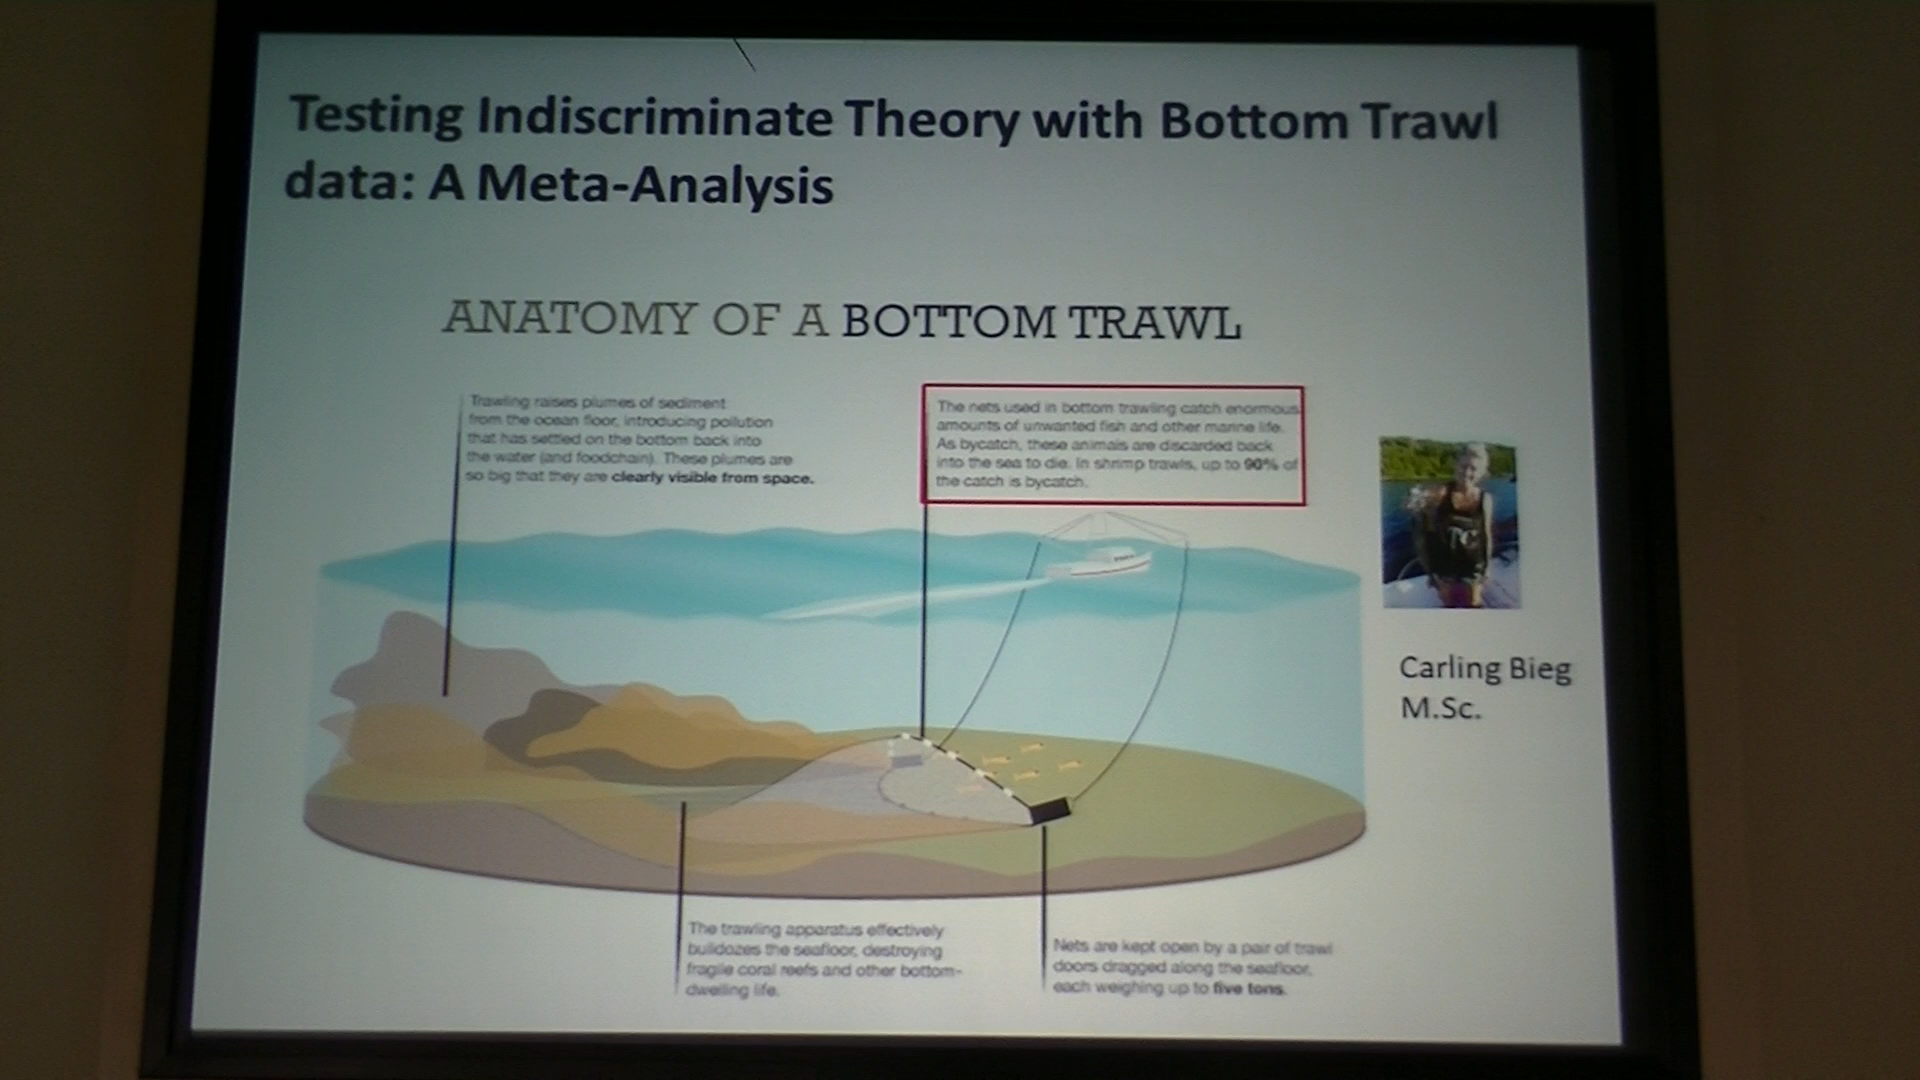 Testing Indiscriminate Theory with Bottom Trawl
data: A Meta-Analysis
ANATOMY OF A BOTTOM TRAWL
Trawling raises plumes of sediment
from the ocean floor, introducing pollution
that has settled on the bottom back into
the water (and foodchain). These plumes are
so big that they are clearly visible from space.
The nets used in bottom trawling catch enormous
amounts of unwanted fish and other marine life.
As bycatch, these animals are discarded back
into the sea to die. In shrimp trawls, up to 90% of
the catch is bycatch.
Carling Bieg
M.Sc.
The trawling apparatus effectively
bulldozes the seafloor, destroying
fragile coral reefs and other bottom-
dwelling life.
Nets are kept open by a pair of trawl
doors dragged along the seafloor,
each weighing up to five tons.